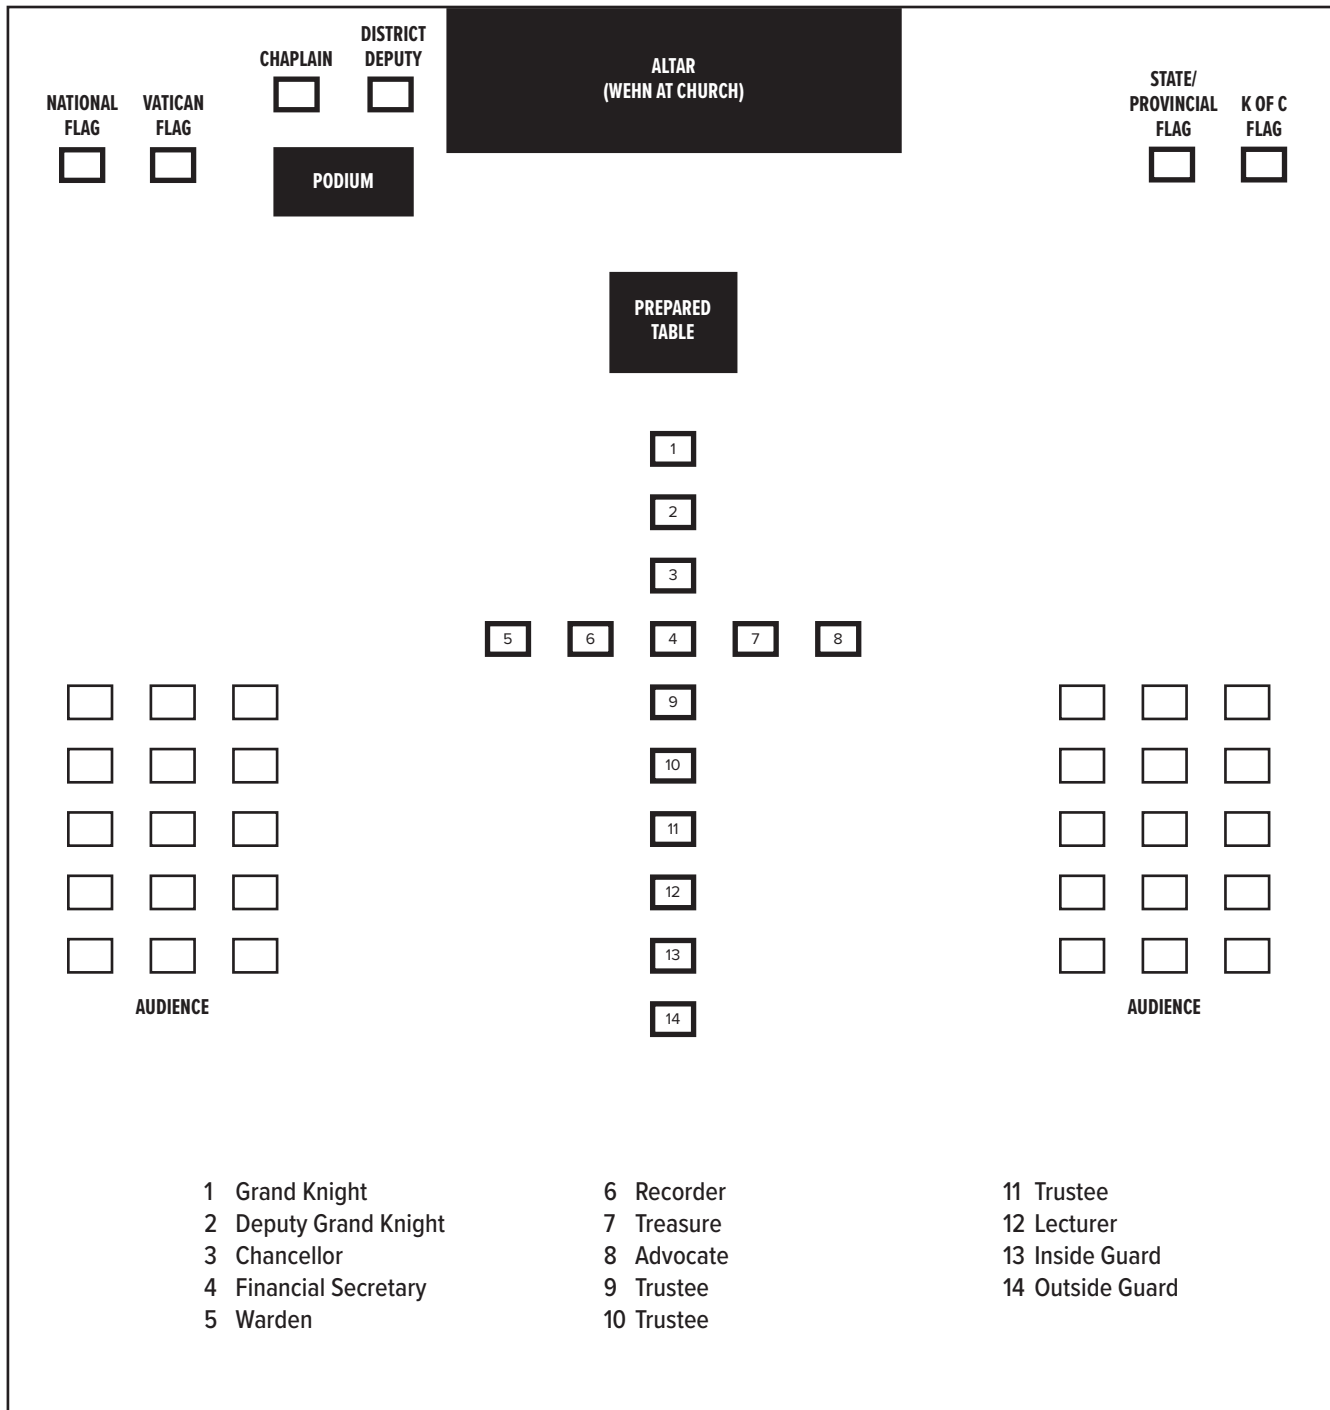 DISTRICT
DEPUTY
CHAPLAIN
ALTAR
(WEHN AT CHURCH)
NATIONAL
FLAG
VATICAN
FLAG
STATE/
PROVINCIAL
FLAG
K OF C
FLAG
PODIUM
PREPARED
TABLE
1
2
3
5 6 4 7 8
9
10
11
12
13
14
AUDIENCE
AUDIENCE
1 Grand Knight
2 Deputy Grand Knight
3 Chancellor
4 Financial Secretary
5 Warden
6 Recorder
7 Treasure
8 Advocate
9 Trustee
10 Trustee
11 Trustee
12 Lecturer
13 Inside Guard
14 Outside Guard